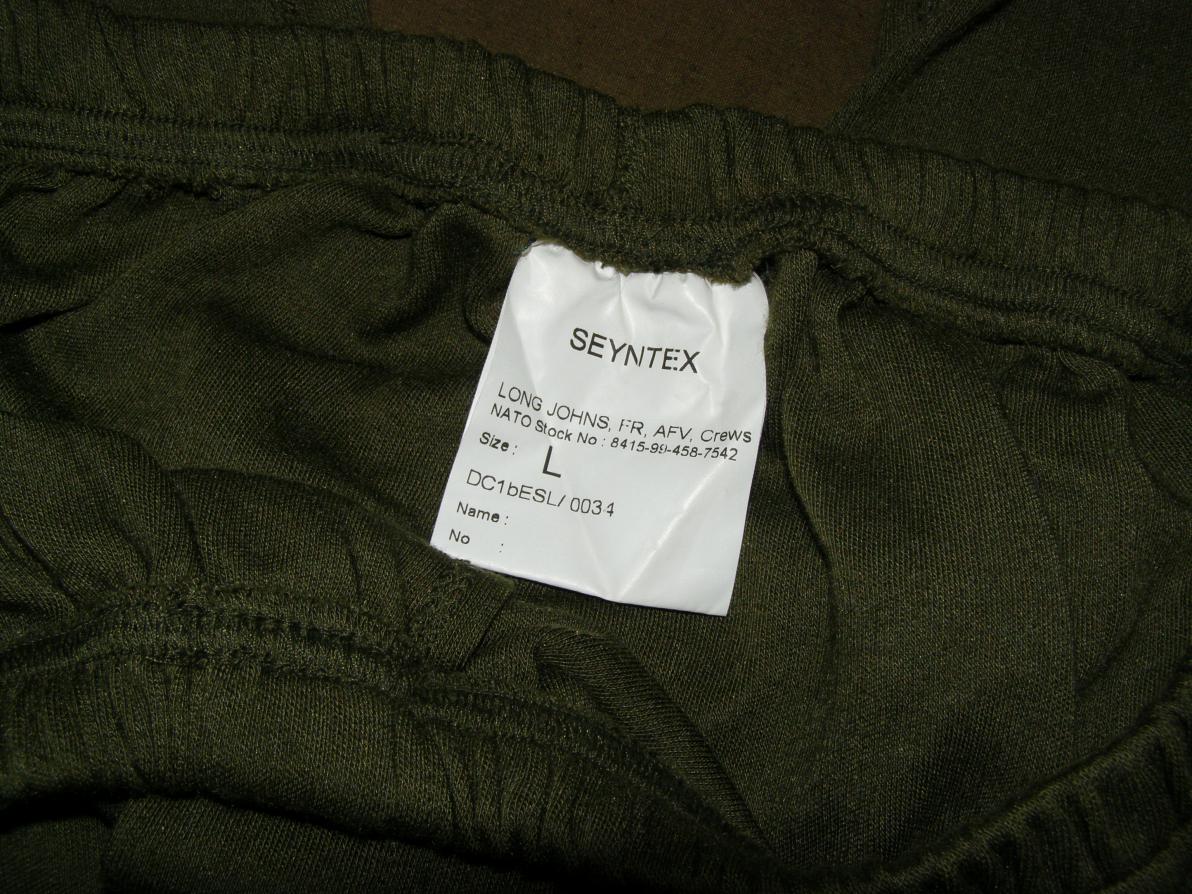 SEYNTEX
LONG JOHNS, FR, AFV, Crews
NATO Stock No : 8415-99-458-7542
Size : L
DC1bESL/ 0034
Name :
No :